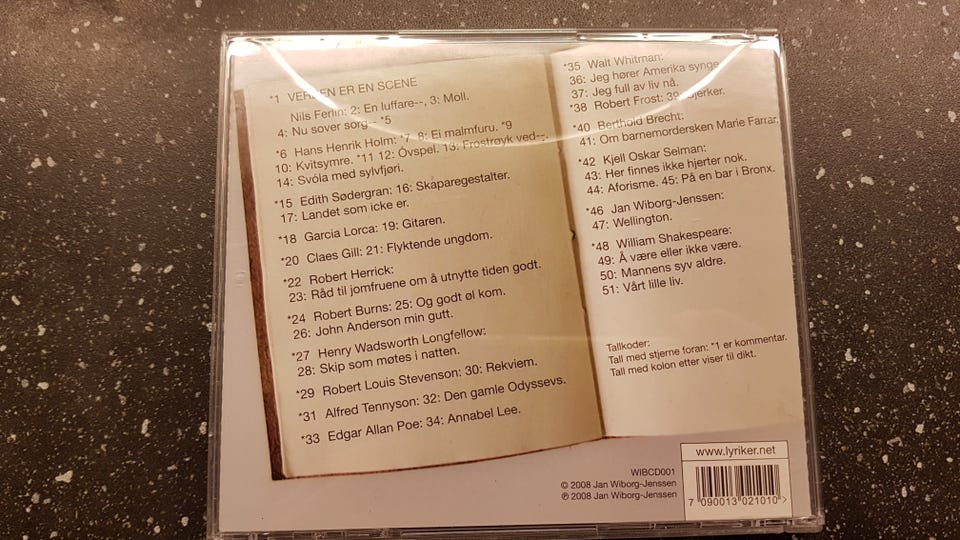 *1 VERDEN ER EN SCENE
Nils Ferlin: 2: En luffare--, 3: Moll.
4: Nu sover sorg-- *5
*6 Hans Henrik Holm: *7 8: Ei malmfuru. *9
10: Kvitsymre. *11 12: Óvspel. 13: Frostrøyk ved--.
14: Svóla med sylvfjøri.
*15 Edith Sødergran: 16: Skaparegestalter.
17: Landet som icke er.
*18 Garcia Lorca: 19: Gitaren.
*20 Claes Gill: 21: Flyktende ungdom.
*22 Robert Herrick:
23: Råd til jomfruene om å utnytte tiden godt.
*24 Robert Burns: 25: Og godt øl kom.
26: John Anderson min gutt.
*27 Henry Wadsworth Longfellow:
28: Skip som møtes i natten.
*29 Robert Louis Stevenson: 30: Rekviem.
*31 Alfred Tennyson: 32: Den gamle Odyssevs.
*33 Edgar Allan Poe: 34: Annabel Lee.
*35 Walt Whitman:
36: Jeg hører Amerika synge
37: Jeg full av liv nå.
*38 Robert Frost: 39: Bjerker.
*40 Berthold Brecht:
41: Om barnemordersken Marie Farrar.
*42 Kjell Oskar Selman:
43: Her finnes ikke hjerter nok.
44: Aforisme. 45: På en bar i Bronx.
*46 Jan Wiborg-Jenssen:
47: Wellington.
*48 William Shakespeare:
49: Å være eller ikke være.
50: Mannens syv aldre.
51: Vårt lille liv.
Tallkoder:
Tall med stjerne foran: *1 er kommentar.
Tall med kolon etter viser til dikt.
www.lyriker.net
WIBCD001
© 2008 Jan Wiborg-Jenssen
℗ 2008 Jan Wiborg-Jenssen
7 090013 021010 >